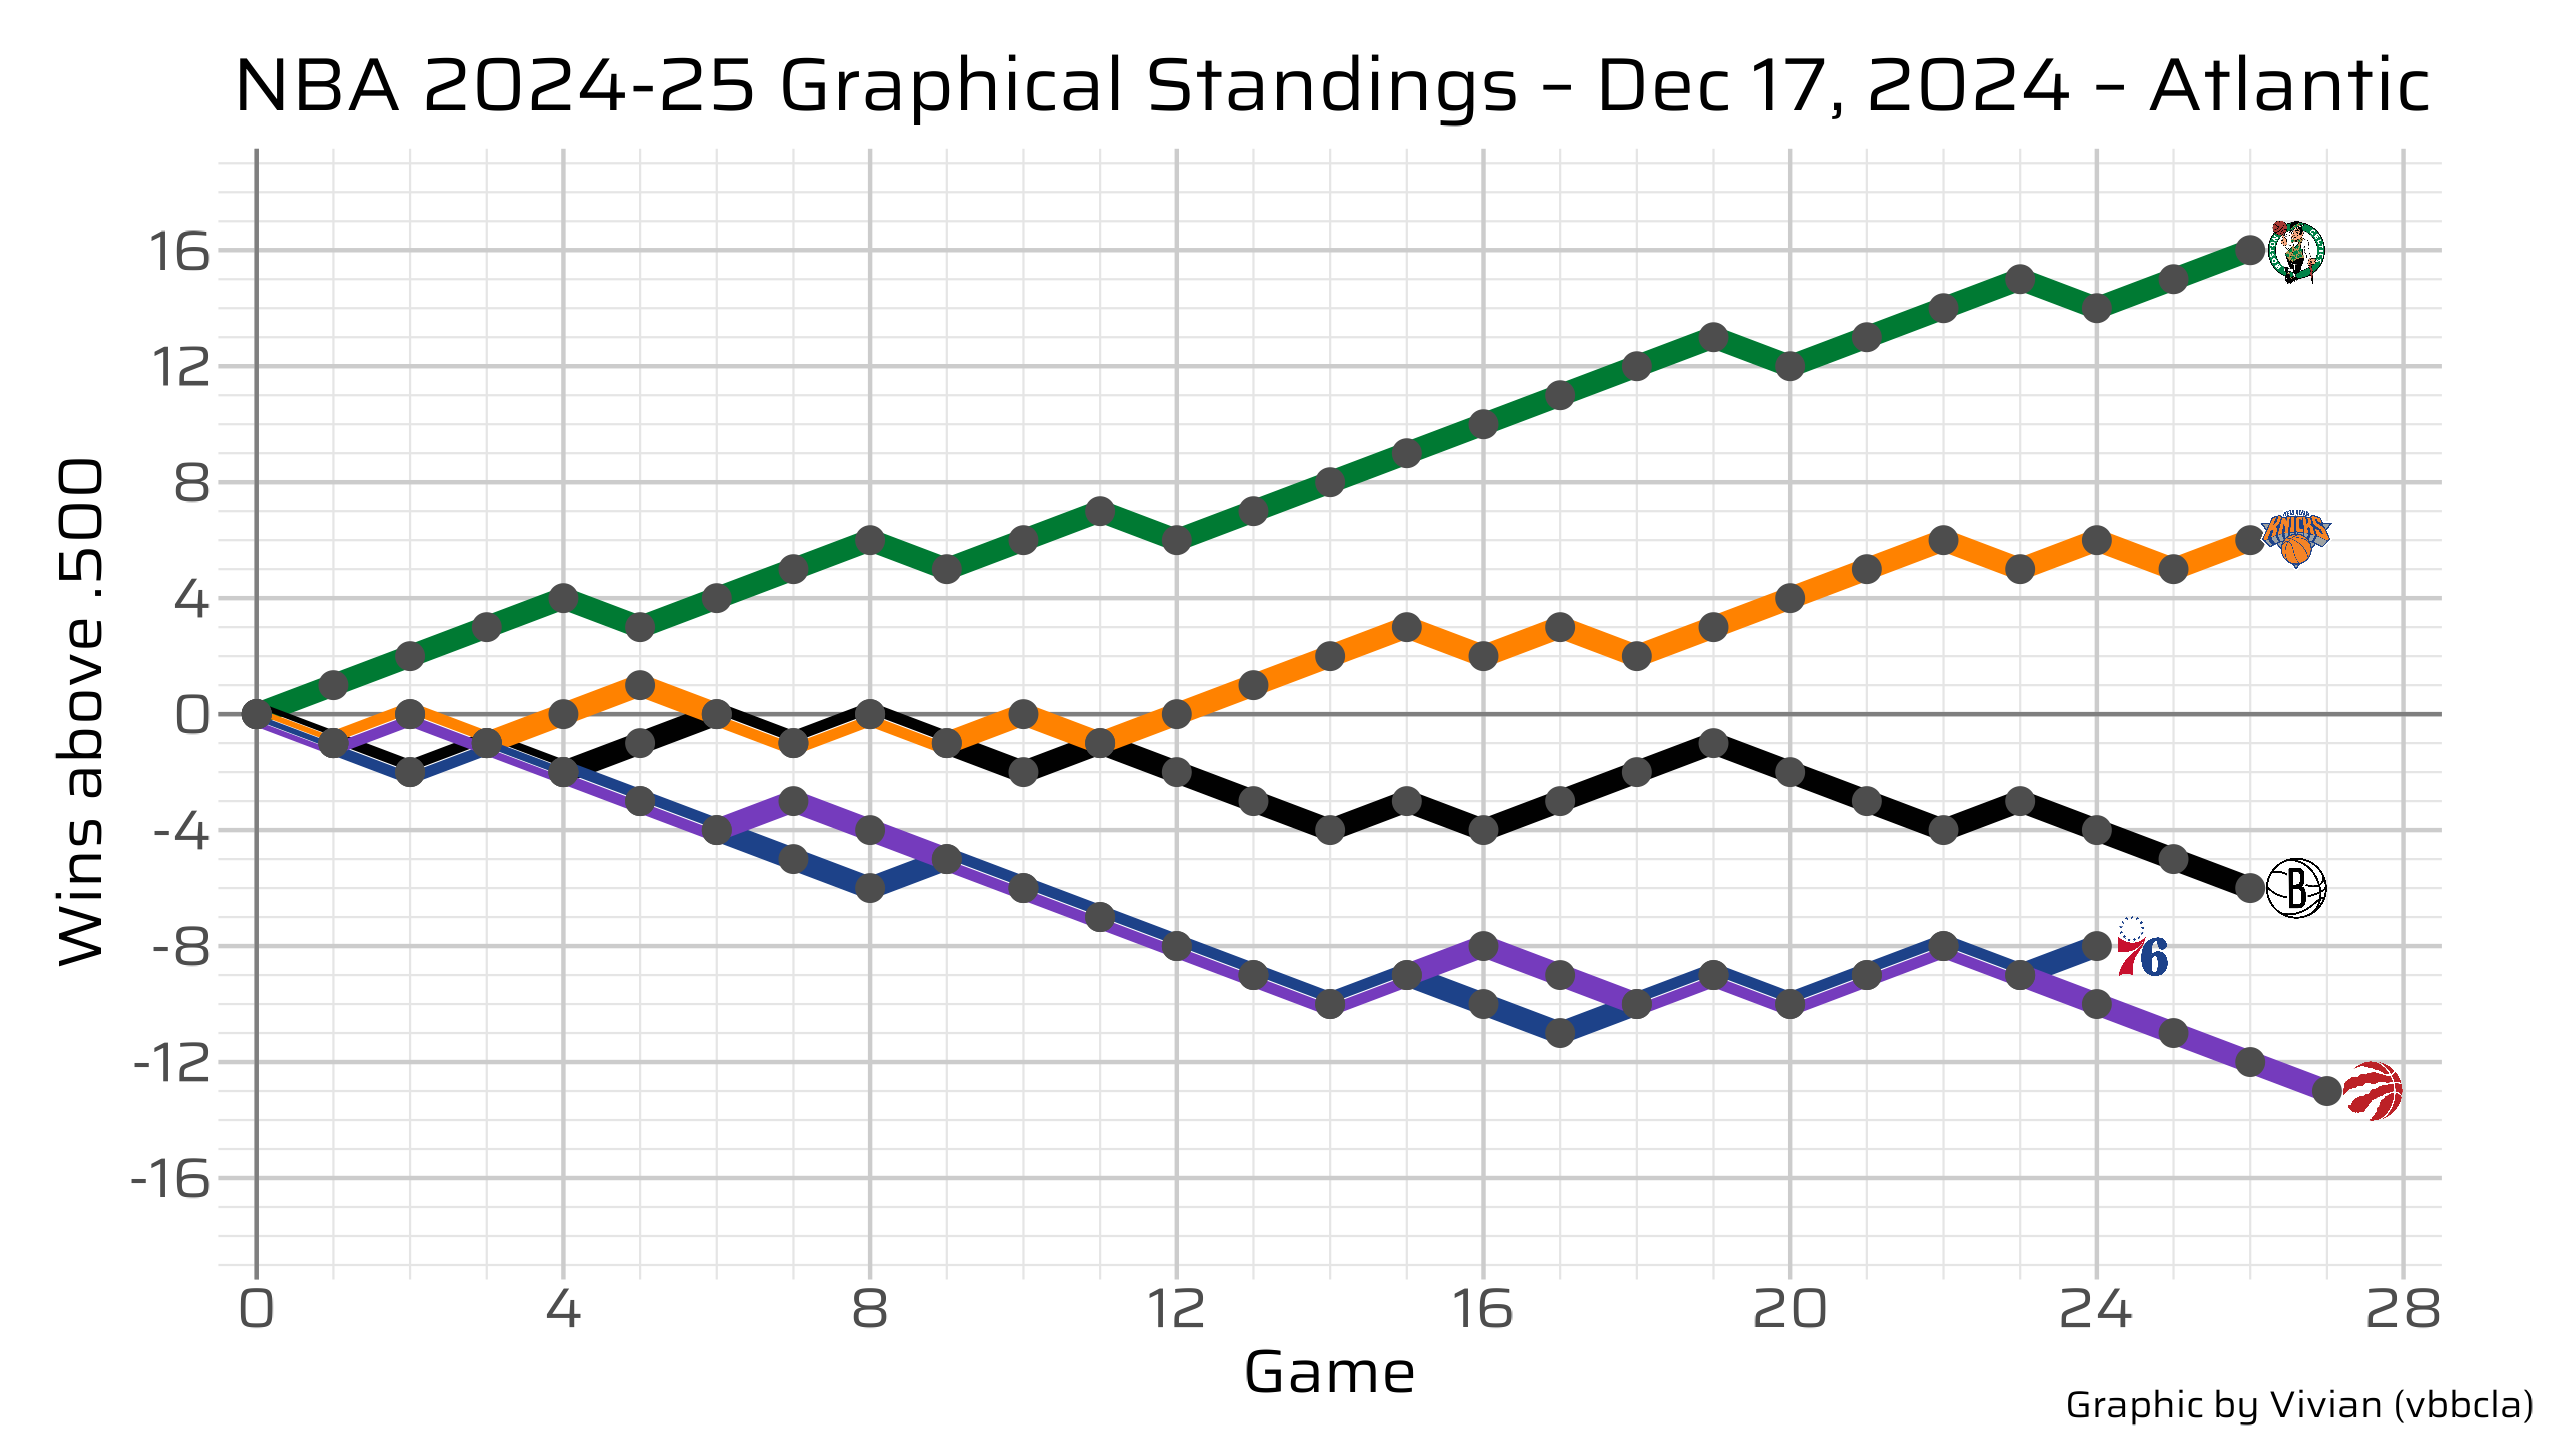 NBA 2024-25 Graphical Standings - Dec 17, 2024 - Atlantic
Wins above .500
16
12
8
4
0
-4
-8
-12
-16
KNICKS
B
76
0 4 8 12 16 20 24 28
Game
Graphic by Vivian (vbbcla)